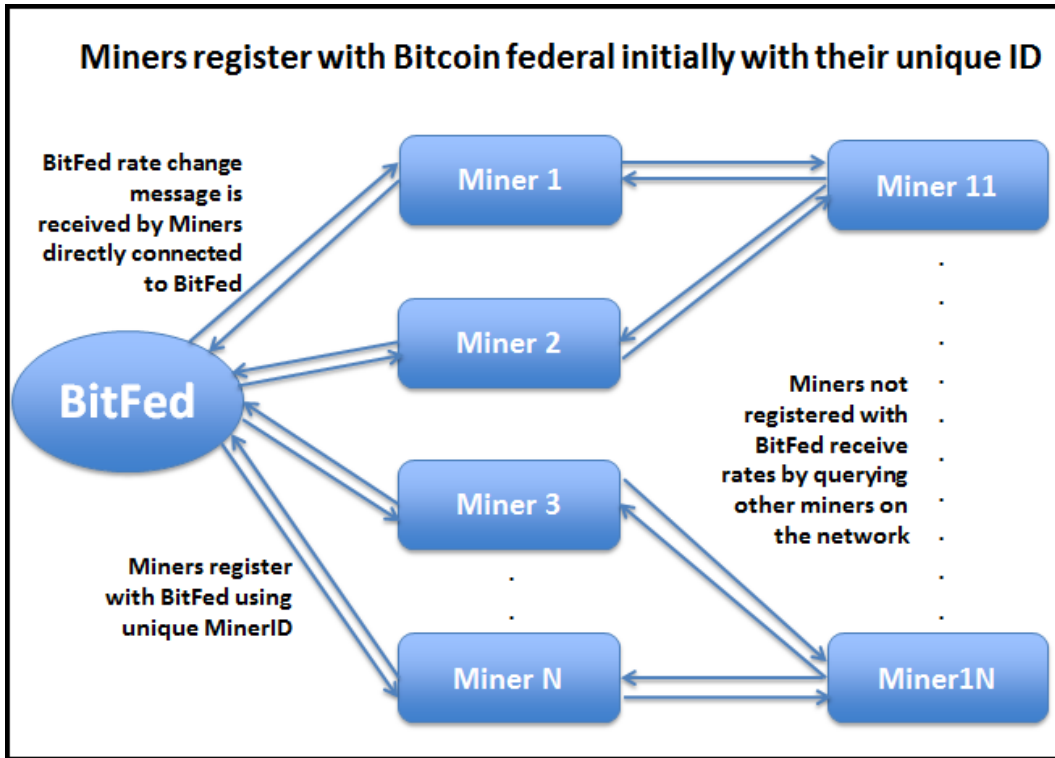 Miners register with Bitcoin federal initially with their unique ID
BitFed rate change
message is
received by Miners
directly connected
to BitFed
Miner 1
Miner 11
Miner 2
BitFed
Miners not
registered with
BitFed receive
rates by querying
other miners on
the network
Miner 3
Miners register
with BitFed using
unique MinerID
Miner N
Miner1N